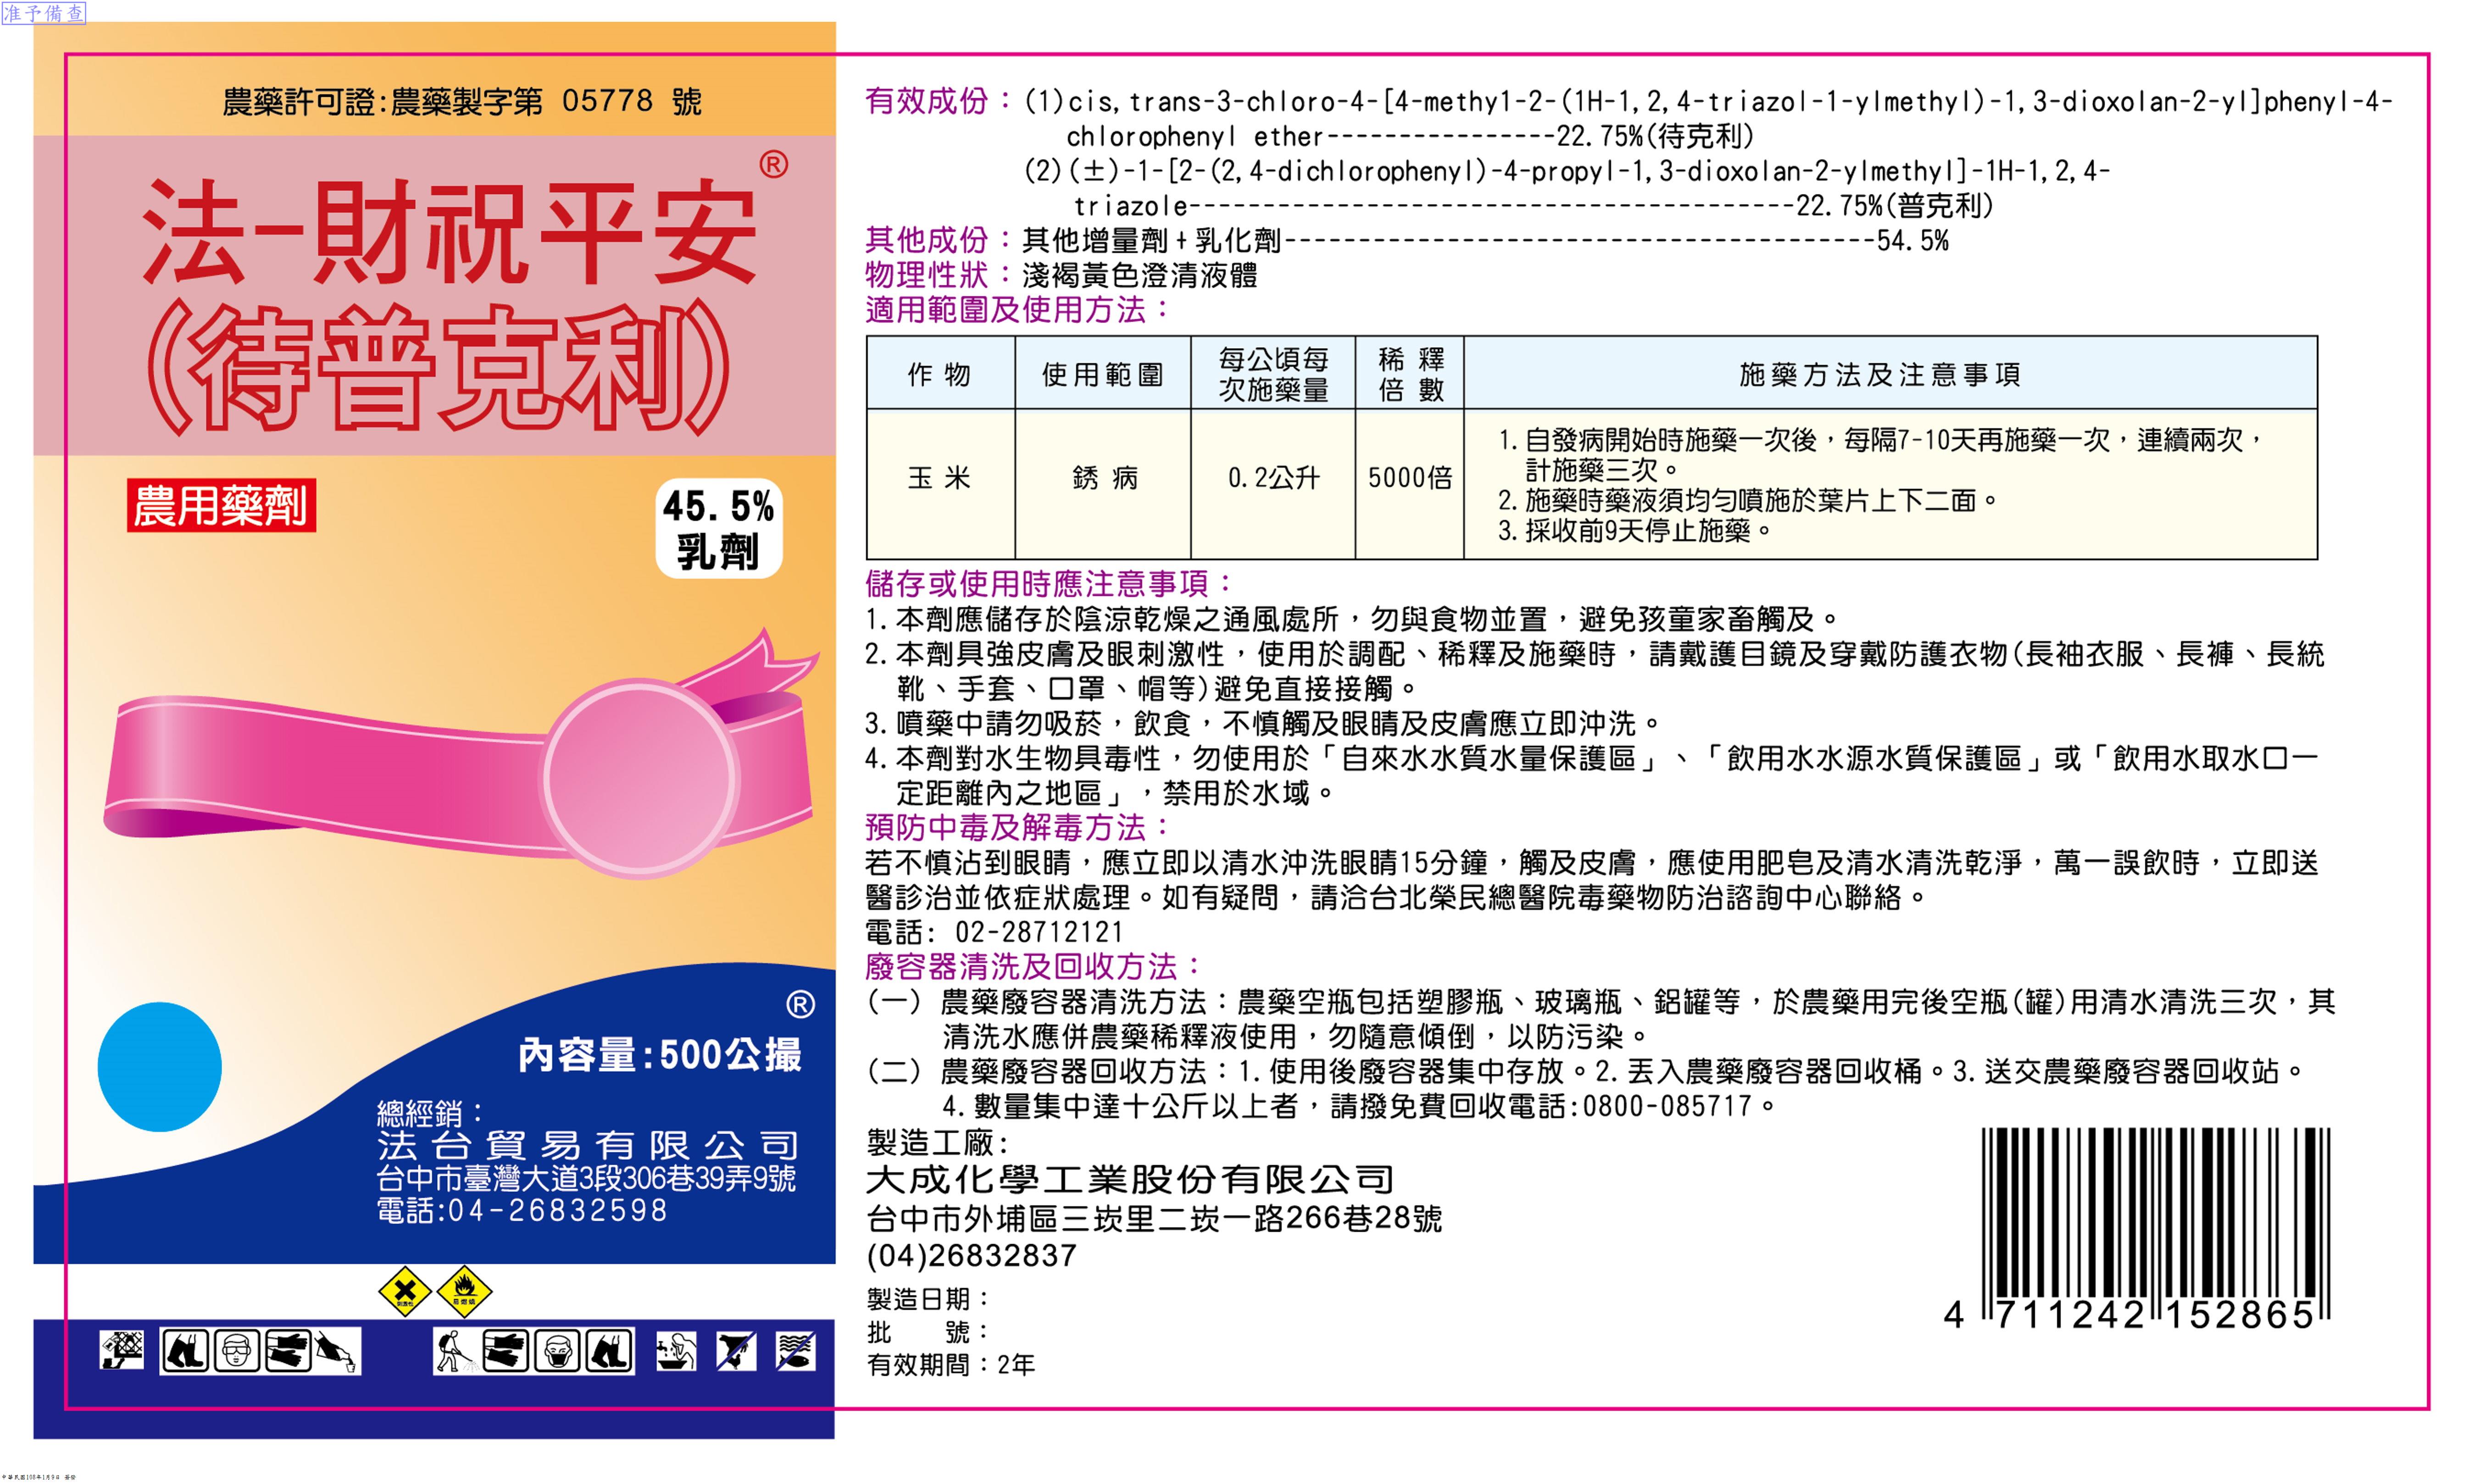 准予備查
農藥許可證:農藥製字第 05778 號
法-財祝平安®
(待普克利)
農用藥劑
45.5%
乳劑
®
內容量:500公撮
總經銷：
法台貿易有限公司
台中市臺灣大道3段306巷39弄9號
電話:04-26832598
刺激性
易燃燒
有效成份：(1)cis,trans-3-chloro-4-[4-methy1-2-(1H-1,2,4-triazol-1-ylmethyl)-1,3-dioxolan-2-yl]phenyl-4-
chlorophenyl ether----------------22.75%(待克利)
(2)(±)-1-[2-(2,4-dichlorophenyl)-4-propyl-1,3-dioxolan-2-ylmethyl]-1H-1,2,4-
triazole------------------------------------------22.75%(普克利)
其他成份：其他增量劑+乳化劑-----------------------------------------54.5%
物理性狀：淺褐黃色澄清液體
適用範圍及使用方法：
作物 使用範圍 每公頃每次施藥量 稀釋倍數 施藥方法及注意事項
玉米 銹病 0.2公升 5000倍 1.自發病開始時施藥一次後，每隔7-10天再施藥一次，連續兩次，
計施藥三次。
2.施藥時藥液須均勻噴施於葉片上下二面。
3.採收前9天停止施藥。
儲存或使用時應注意事項：
1.本劑應儲存於陰涼乾燥之通風處所，勿與食物並置，避免孩童家畜觸及。
2.本劑具強皮膚及眼刺激性，使用於調配、稀釋及施藥時，請戴護目鏡及穿戴防護衣物(長袖衣服、長褲、長統
靴、手套、口罩、帽等)避免直接接觸。
3.噴藥中請勿吸菸，飲食，不慎觸及眼睛及皮膚應立即沖洗。
4.本劑對水生物具毒性，勿使用於「自來水水質水量保護區」、「飲用水水源水質保護區」或「飲用水取水口一
定距離內之地區」，禁用於水域。
預防中毒及解毒方法：
若不慎沾到眼睛，應立即以清水沖洗眼睛15分鐘，觸及皮膚，應使用肥皂及清水清洗乾淨，萬一誤飲時，立即送
醫診治並依症狀處理。如有疑問，請洽台北榮民總醫院毒藥物防治諮詢中心聯絡。
電話: 02-28712121
廢容器清洗及回收方法：
(一) 農藥廢容器清洗方法：農藥空瓶包括塑膠瓶、玻璃瓶、鋁罐等，於農藥用完後空瓶(罐)用清水清洗三次，其
清洗水應併農藥稀釋液使用，勿隨意傾倒，以防污染。
(二) 農藥廢容器回收方法：1.使用後廢容器集中存放。2.丟入農藥廢容器回收桶。3.送交農藥廢容器回收站。
4.數量集中達十公斤以上者，請撥免費回收電話:0800-085717。
製造工廠:
大成化學工業股份有限公司
台中市外埔區三崁里二崁一路266巷28號
(04)26832837
製造日期：
批 號：
有效期間：2年
4 711242 152865